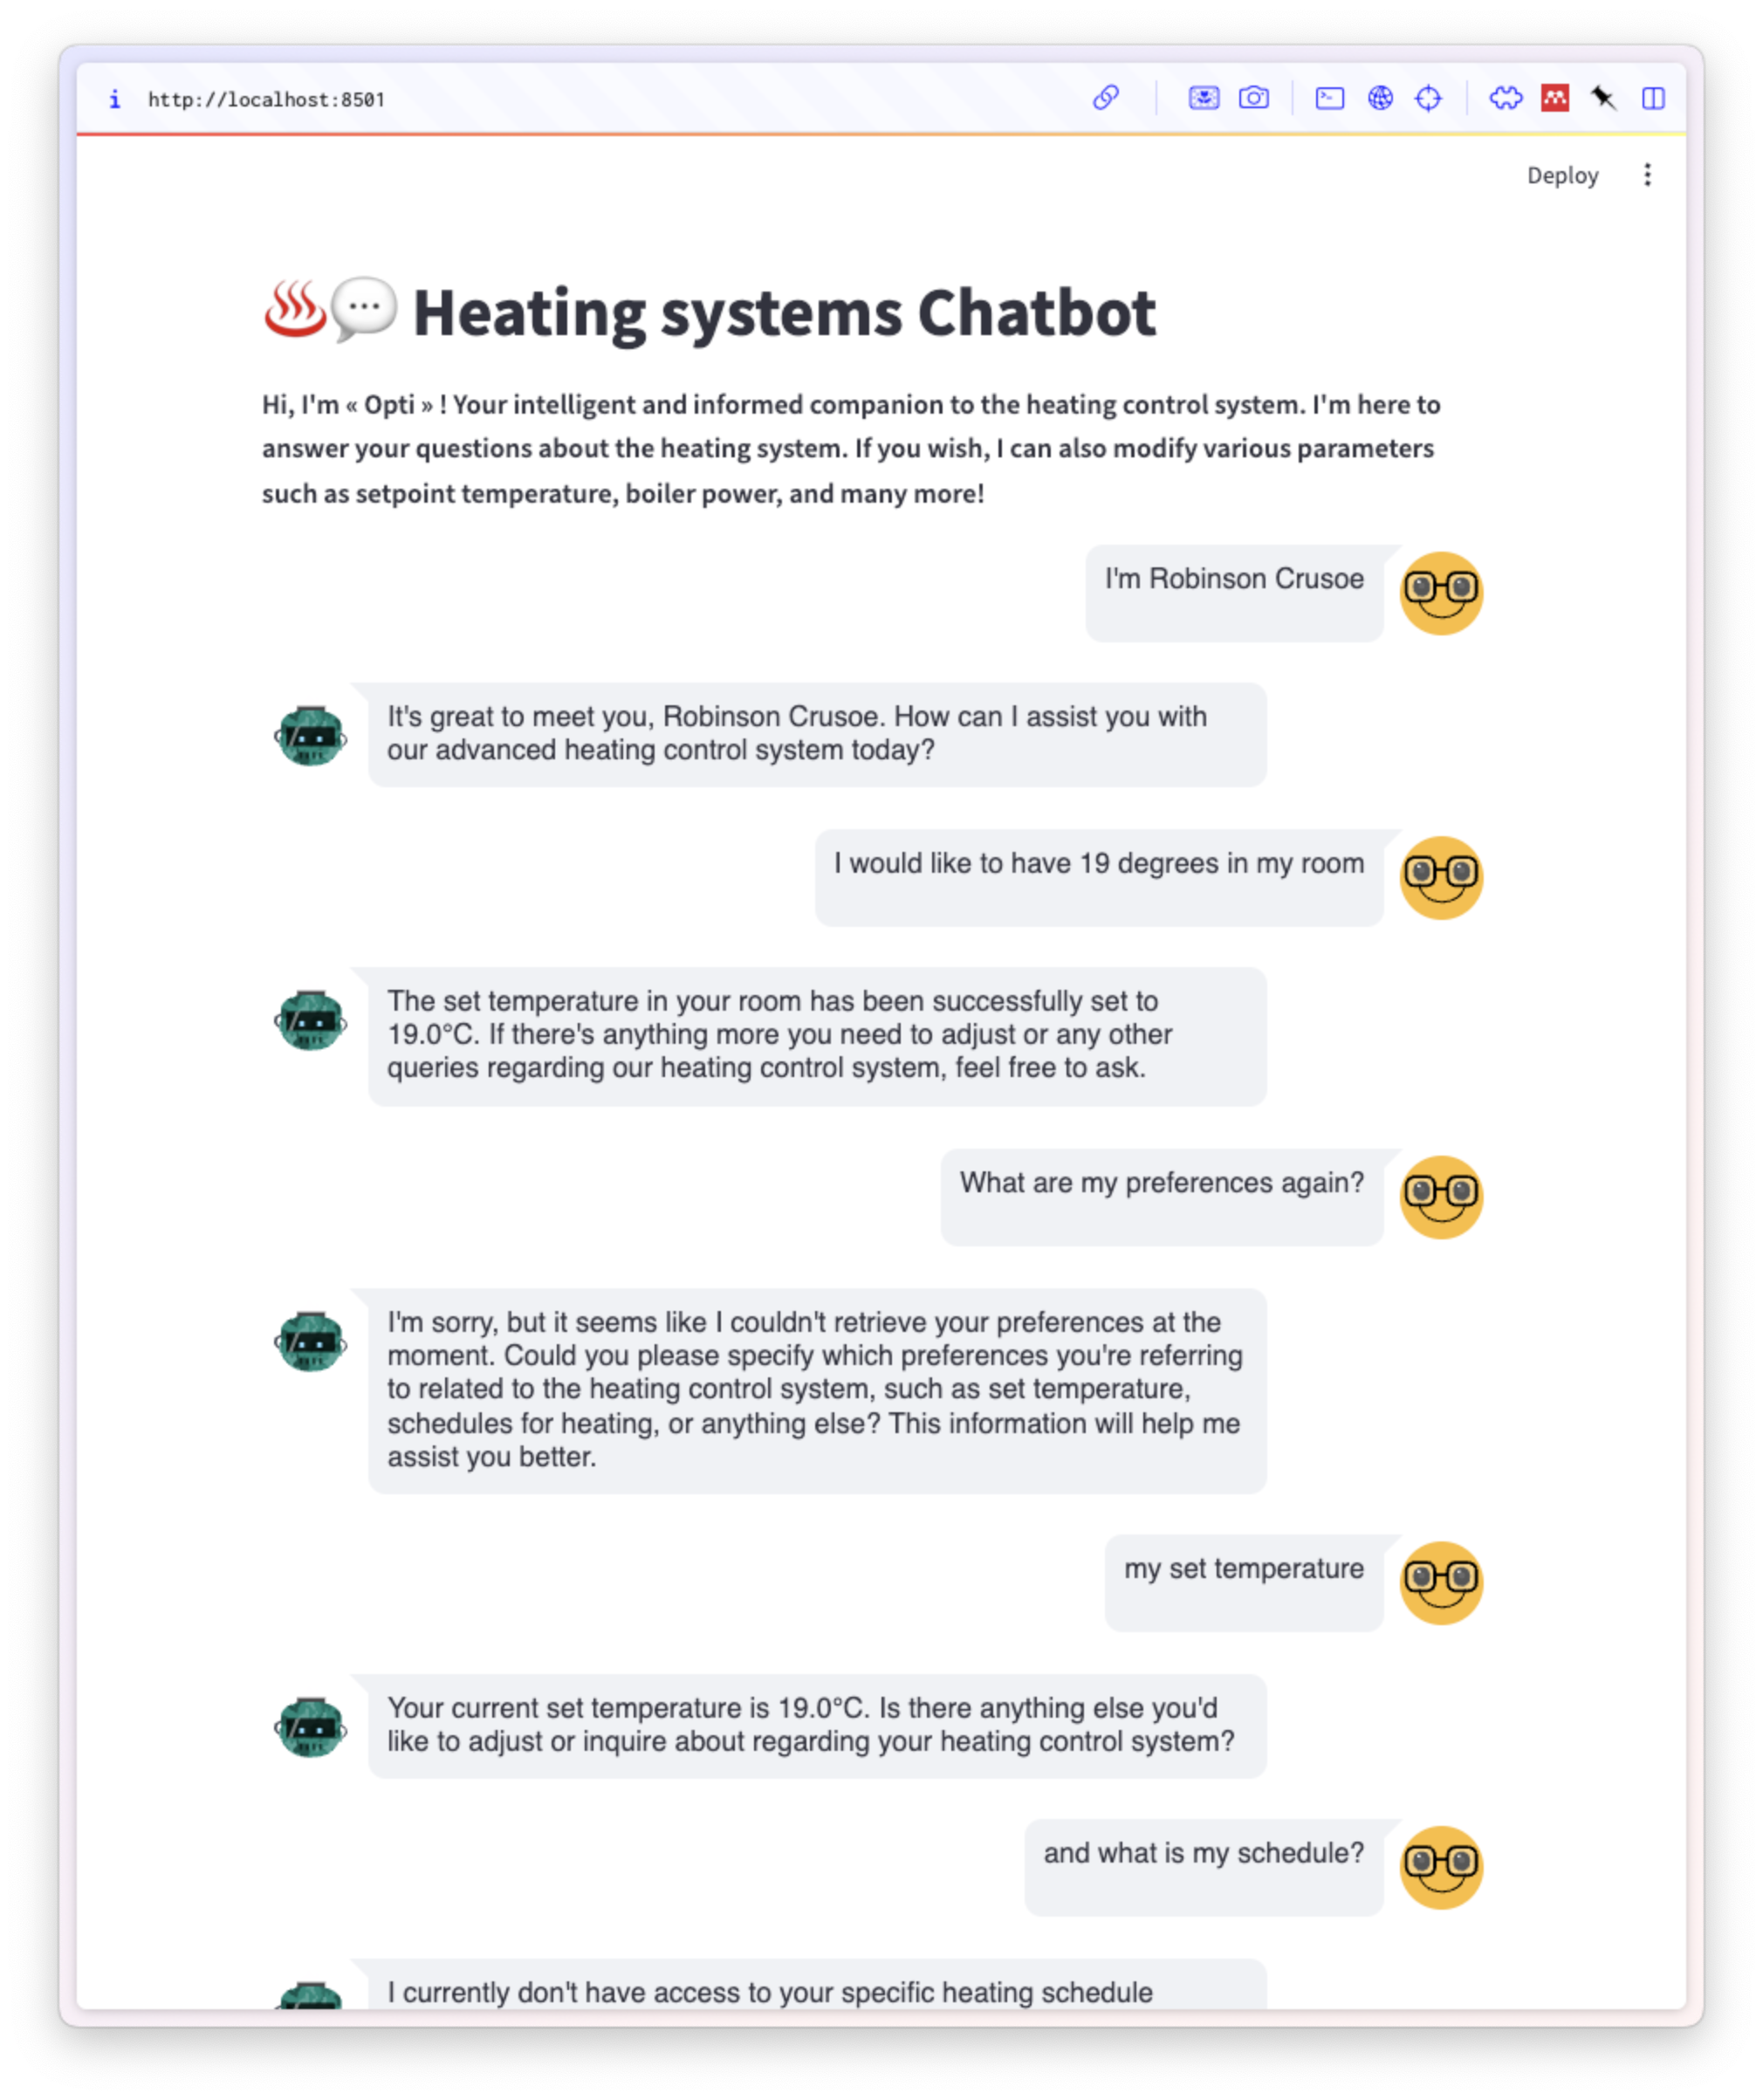 http://localhost:8501
Deploy
Heating systems Chatbot
Hi, I'm « Opti » ! Your intelligent and informed companion to the heating control system. I'm here to
answer your questions about the heating system. If you wish, I can also modify various parameters
such as setpoint temperature, boiler power, and many more!
I'm Robinson Crusoe
It's great to meet you, Robinson Crusoe. How can I assist you with
our advanced heating control system today?
I would like to have 19 degrees in my room
The set temperature in your room has been successfully set to
19.0°C. If there's anything more you need to adjust or any other
queries regarding our heating control system, feel free to ask.
What are my preferences again?
I'm sorry, but it seems like I couldn't retrieve your preferences at the
moment. Could you please specify which preferences you're referring
to related to the heating control system, such as set temperature,
schedules for heating, or anything else? This information will help me
assist you better.
my set temperature
Your current set temperature is 19.0°C. Is there anything else you'd
like to adjust or inquire about regarding your heating control system?
and what is my schedule?
I currently don't have access to your specific heating schedule